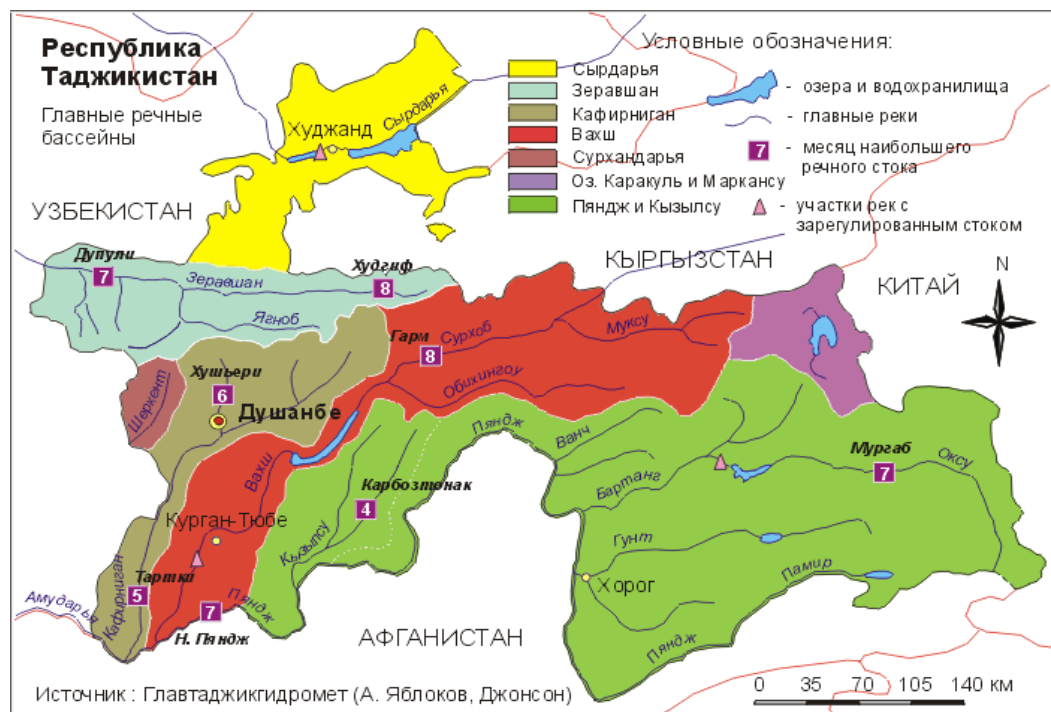 Республика
Таджикистан
Главные речные
бассейны
Условные обозначения:
Сырдарья
Зеравшан
Кафирниган
Вахш
Сурхандарья
Оз. Каракуль и Маркансу
Пяндж и Кызылсу
- озера и водохранилища
- главные реки
7 - месяц наибольшего
речного стока
- участки рек с
зарегулированным стоком
Худжанд
Сырдарья
УЗБЕКИСТАН
КЫРГЫЗСТАН
КИТАЙ
N
Дупули
7
Зеравшан
Худгиф
8
Ягноб
Гарм
8
Сурхоб
Муксу
Обихингоу
Шеркент
Хушьери
6
Душанбе
Вахш
Пяндж
Ванч
Бартанг
Мургаб
7
Оксу
Карбозтонак
4
Курган-Тюбе
Кызылсу
Гунт
Памир
Хорог
Тартки
5
Кафирниган
Амударья
7
Пяндж
Н. Пяндж
АФГАНИСТАН
Пяндж
Источник : Главтаджикгидромет (А. Яблоков, Джонсон)
0 35 70 105 140 км